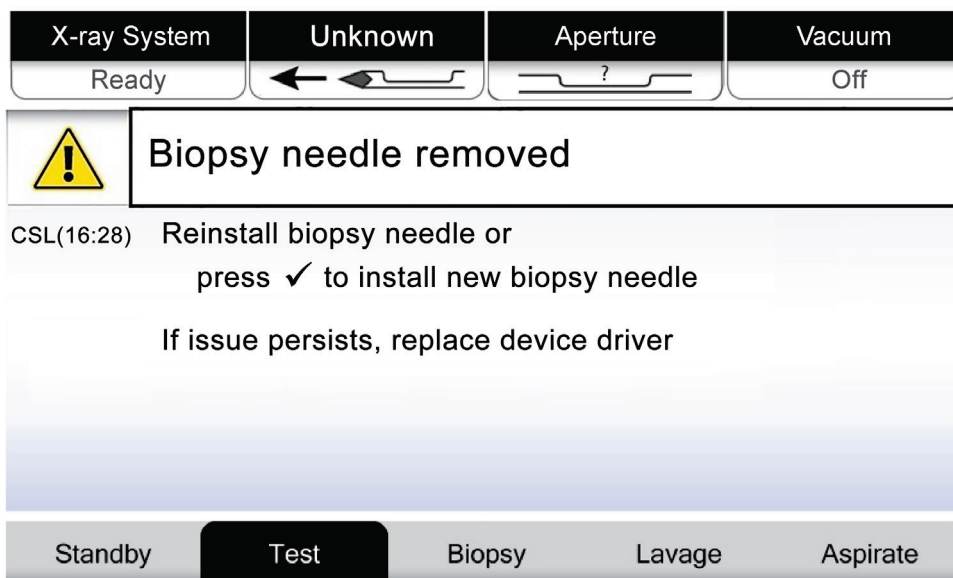 X-ray System
Unknown
Aperture
Vacuum
Ready
?
Off
Biopsy needle removed
CSL(16:28) Reinstall biopsy needle or
press ✓ to install new biopsy needle
If issue persists, replace device driver
Standby
Test
Biopsy
Lavage
Aspirate